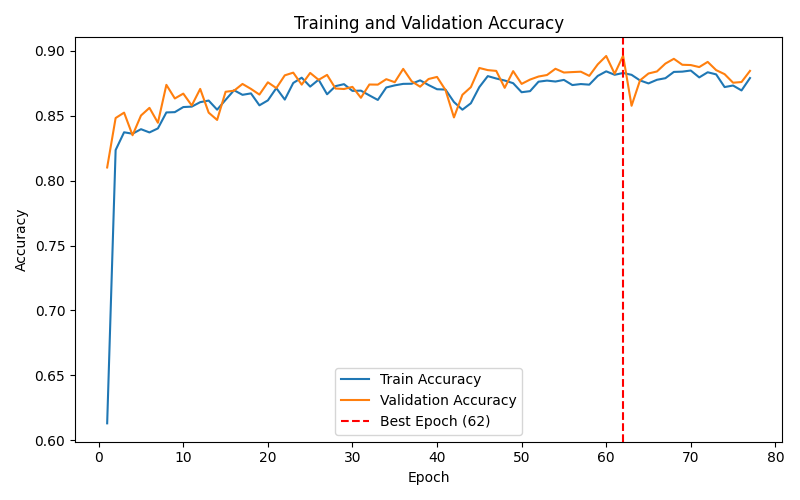 Training and Validation Accuracy
0.90
0.85
0.80
0.75
0.70
0.65
0.60
Accuracy
Train Accuracy
Validation Accuracy
Best Epoch (62)
0 10 20 30 40 50 60 70 80
Epoch